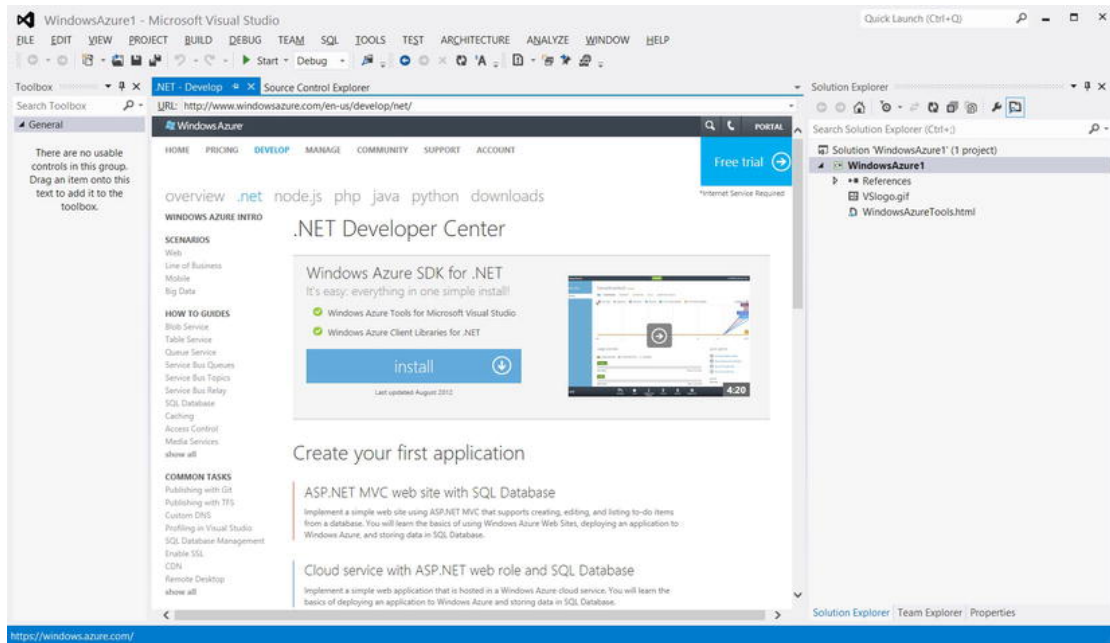 WindowsAzure1 - Microsoft Visual Studio
Quick Launch (Ctrl+Q)
FILE EDIT VIEW PROJECT BUILD DEBUG TEAM SQL TOOLS TEST ARCHITECTURE ANALYZE WINDOW HELP
Start Debug
Toolbox
Search Toolbox
General
There are no usable
controls in this group.
Drag an item onto this
text to add it to the
toolbox.
.NET - Develop Source Control Explorer
URL: http://www.windowsazure.com/en-us/develop/net/
Windows Azure
PORTAL
HOME PRICING DEVELOP MANAGE COMMUNITY SUPPORT ACCOUNT
Free trial
*Internet Service Required
overview .net node.js php java python downloads
WINDOWS AZURE INTRO
SCENARIOS
Web
Line of Business
Mobile
Big Data
HOW TO GUIDES
Blob Service
Table Service
Queue Service
Service Bus Queues
Service Bus Topics
Service Bus Relay
SQL Database
Caching
Access Control
Media Services
show all
COMMON TASKS
Publishing with Git
Publishing with TFS
Custom DNS
Profiling in Visual Studio
SQL Database Management
Enable SSL
CDN
Remote Desktop
show all
.NET Developer Center
Windows Azure SDK for .NET
It's easy: everything in one simple install!
Windows Azure Tools for Microsoft Visual Studio
Windows Azure Client Libraries for .NET
install
Last updated August 2012
4:20
Create your first application
ASP.NET MVC web site with SQL Database
Implement a simple web site using ASP.NET MVC that supports creating, editing, and listing to-do items
from a database. You will learn the basics of using Windows Azure Web Sites, deploying an application to
Windows Azure, and storing data in SQL Database.
Cloud service with ASP.NET web role and SQL Database
Implement a simple web application that is hosted in a Windows Azure cloud service. You will learn the
basics of deploying an application to Windows Azure and storing data in SQL Database.
Solution Explorer
Search Solution Explorer (Ctrl+;)
Solution 'WindowsAzure1' (1 project)
WindowsAzure1
References
VSlogo.gif
WindowsAzureTools.html
Solution Explorer Team Explorer Properties
https://windows.azure.com/